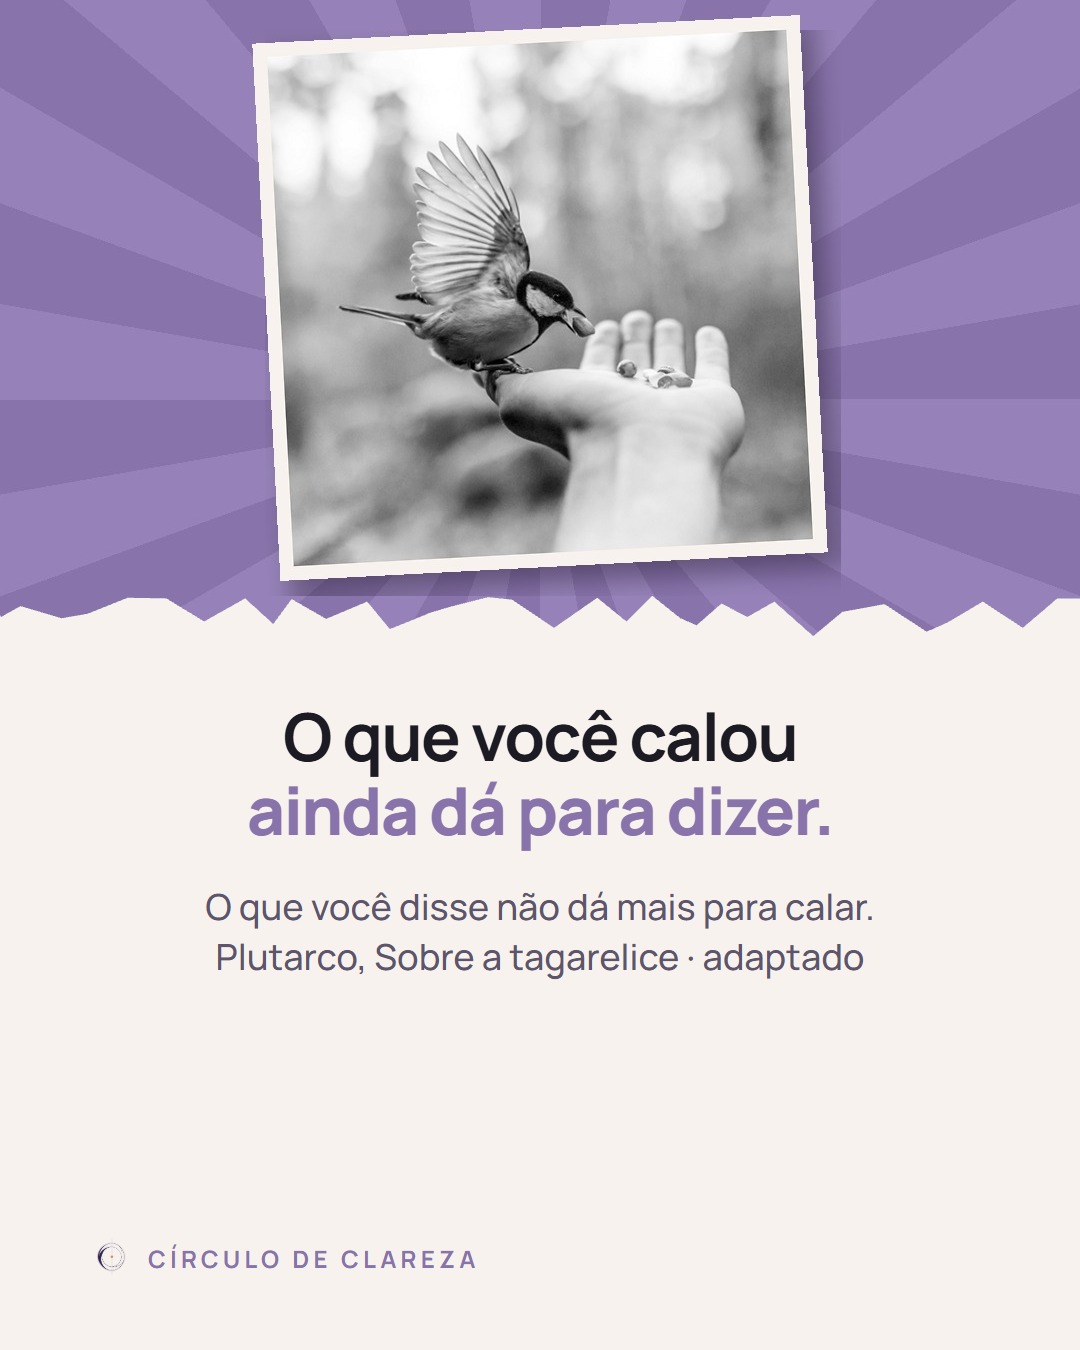 O que você calou
ainda dá para dizer.
O que você disse não dá mais para calar.
Plutarco, Sobre a tagarelice · adaptado
CÍRCULO DE CLAREZA